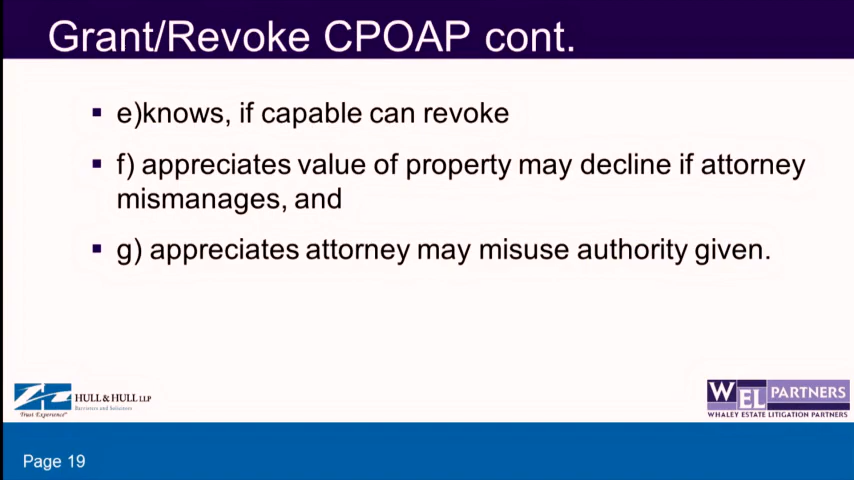 Grant/Revoke CPOAP cont.
e)knows, if capable can revoke
f) appreciates value of property may decline if attorney
mismanages, and
g) appreciates attorney may misuse authority given.
HULL & HULL LLP
Barristers and Solicitors
Trust Experience
WEL PARTNERS
WHALEY ESTATE LITIGATION PARTNERS
Page 19